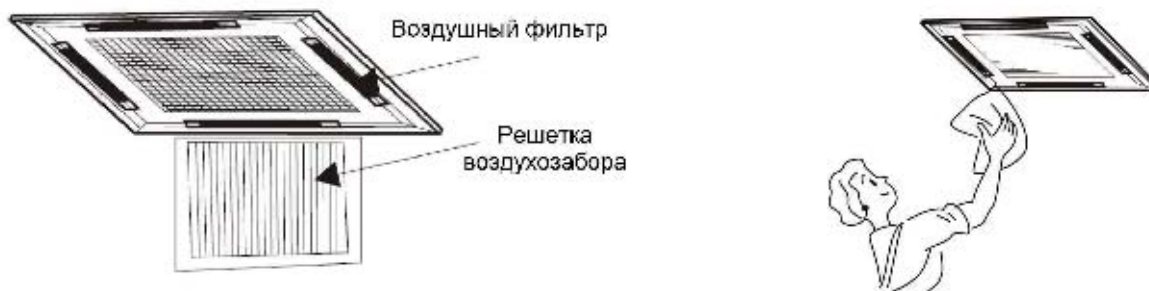 Воздушный фильтр
Решетка
воздухозабора